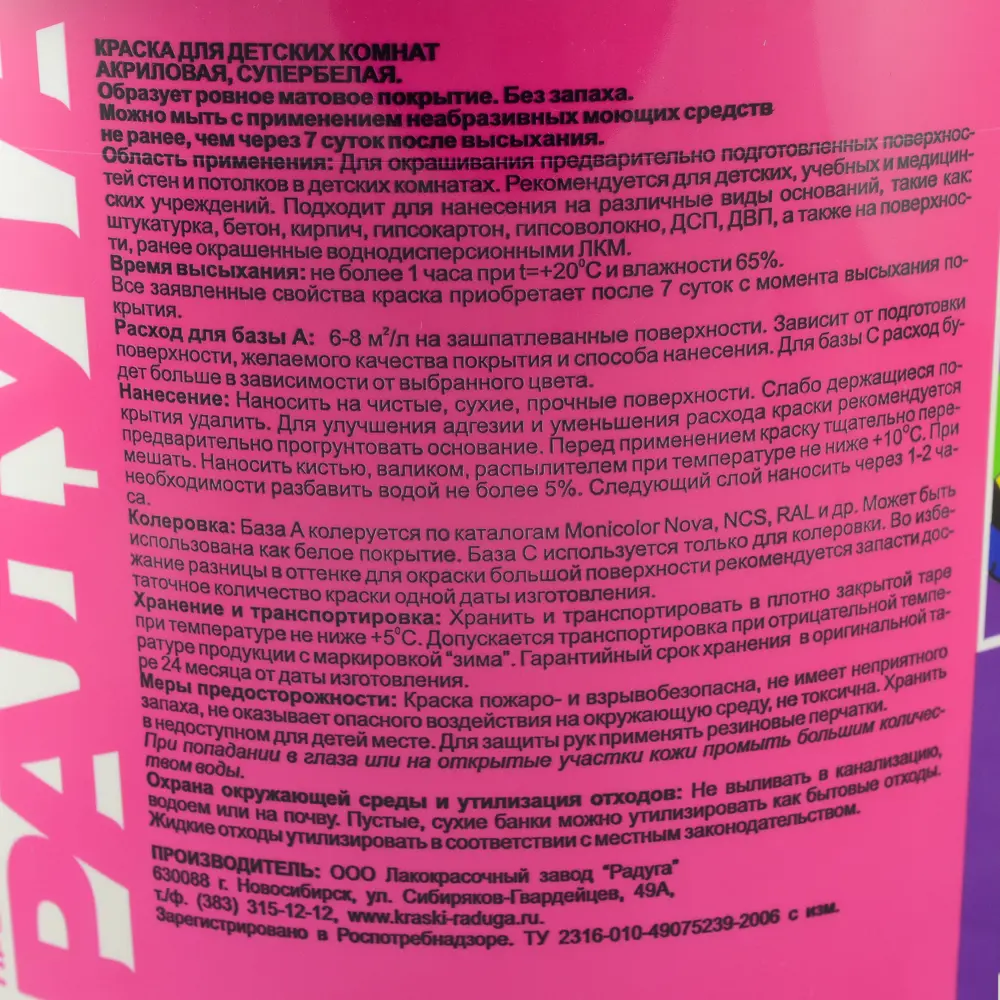 КРАСКА ДЛЯ ДЕТСКИХ КОМНАТ
АКРИЛОВАЯ, СУПЕРБЕЛАЯ.
Образует ровное матовое покрытие. Без запаха.
Можно мыть с применением неабразивных моющих средств
не ранее, чем через 7 суток после высыхания.
Область применения: Для окрашивания предварительно подготовленных поверхнос-
тей стен и потолков в детских комнатах. Рекомендуется для детских, учебных и медицин-
ских учреждений. Подходит для нанесения на различные виды оснований, такие как:
штукатурка, бетон, кирпич, гипсокартон, гипсоволокно, ДСП, ДВП, а также на поверхнос-
ти, ранее окрашенные воднодисперсионными ЛКМ.
Время высыхания: не более 1 часа при t=+20⁰С и влажности 65%.
Все заявленные свойства краска приобретает после 7 суток с момента высыхания по-
крытия.
Расход для базы А: 6-8 м²/л на зашпатлеванные поверхности. Зависит от подготовки
поверхности, желаемого качества покрытия и способа нанесения. Для базы С расход бу-
дет больше в зависимости от выбранного цвета.
Нанесение: Наносить на чистые, сухие, прочные поверхности. Слабо держащиеся по-
крытия удалить. Для улучшения адгезии и уменьшения расхода краски рекомендуется
предварительно прогрунтовать основание. Перед применением краску тщательно пере-
мешать. Наносить кистью, валиком, распылителем при температуре не ниже +10⁰С. При
необходимости разбавить водой не более 5%. Следующий слой наносить через 1-2 ча-
са.
Колеровка: База А колеруется по каталогам Monicolor Nova, NCS, RAL и др. Может быть
использована как белое покрытие. База С используется только для колеровки. Во избе-
жание разницы в оттенке для окраски большой поверхности рекомендуется запасти дос-
таточное количество краски одной даты изготовления.
Хранение и транспортировка: Хранить и транспортировать в плотно закрытой таре
при температуре не ниже +5⁰С. Допускается транспортировка при отрицательной темпе-
ратуре продукции с маркировкой "зима". Гарантийный срок хранения в оригинальной та-
ре 24 месяца от даты изготовления.
Меры предосторожности: Краска пожаро- и взрывобезопасна, не имеет неприятного
запаха, не оказывает опасного воздействия на окружающую среду, не токсична. Хранить
в недоступном для детей месте. Для защиты рук применять резиновые перчатки.
При попадании в глаза или на открытые участки кожи промыть большим количес-
твом воды.
Охрана окружающей среды и утилизация отходов: Не выливать в канализацию,
водоем или на почву. Пустые, сухие банки можно утилизировать как бытовые отходы.
Жидкие отходы утилизировать в соответствии с местным законодательством.
ПРОИЗВОДИТЕЛЬ: ООО Лакокрасочный завод "Радуга"
630088 г. Новосибирск, ул. Сибиряков-Гвардейцев, 49А,
т./ф. (383) 315-12-12, www.kraski-raduga.ru.
Зарегистрировано в Роспотребнадзоре. ТУ 2316-010-49075239-2006 с изм.